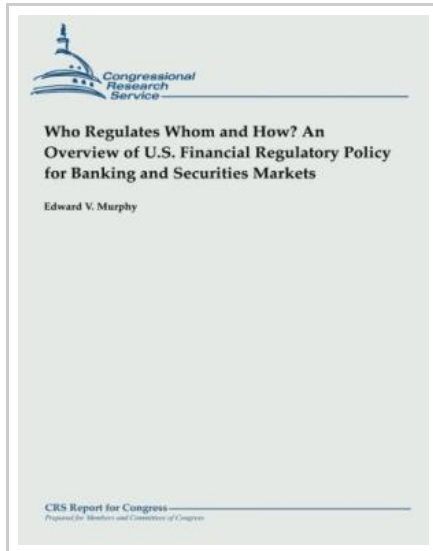 Congressional
Research
Service
Who Regulates Whom and How? An
Overview of U.S. Financial Regulatory Policy
for Banking and Securities Markets
Edward V. Murphy
CRS Report for Congress
Prepared for Members and Committees of Congress